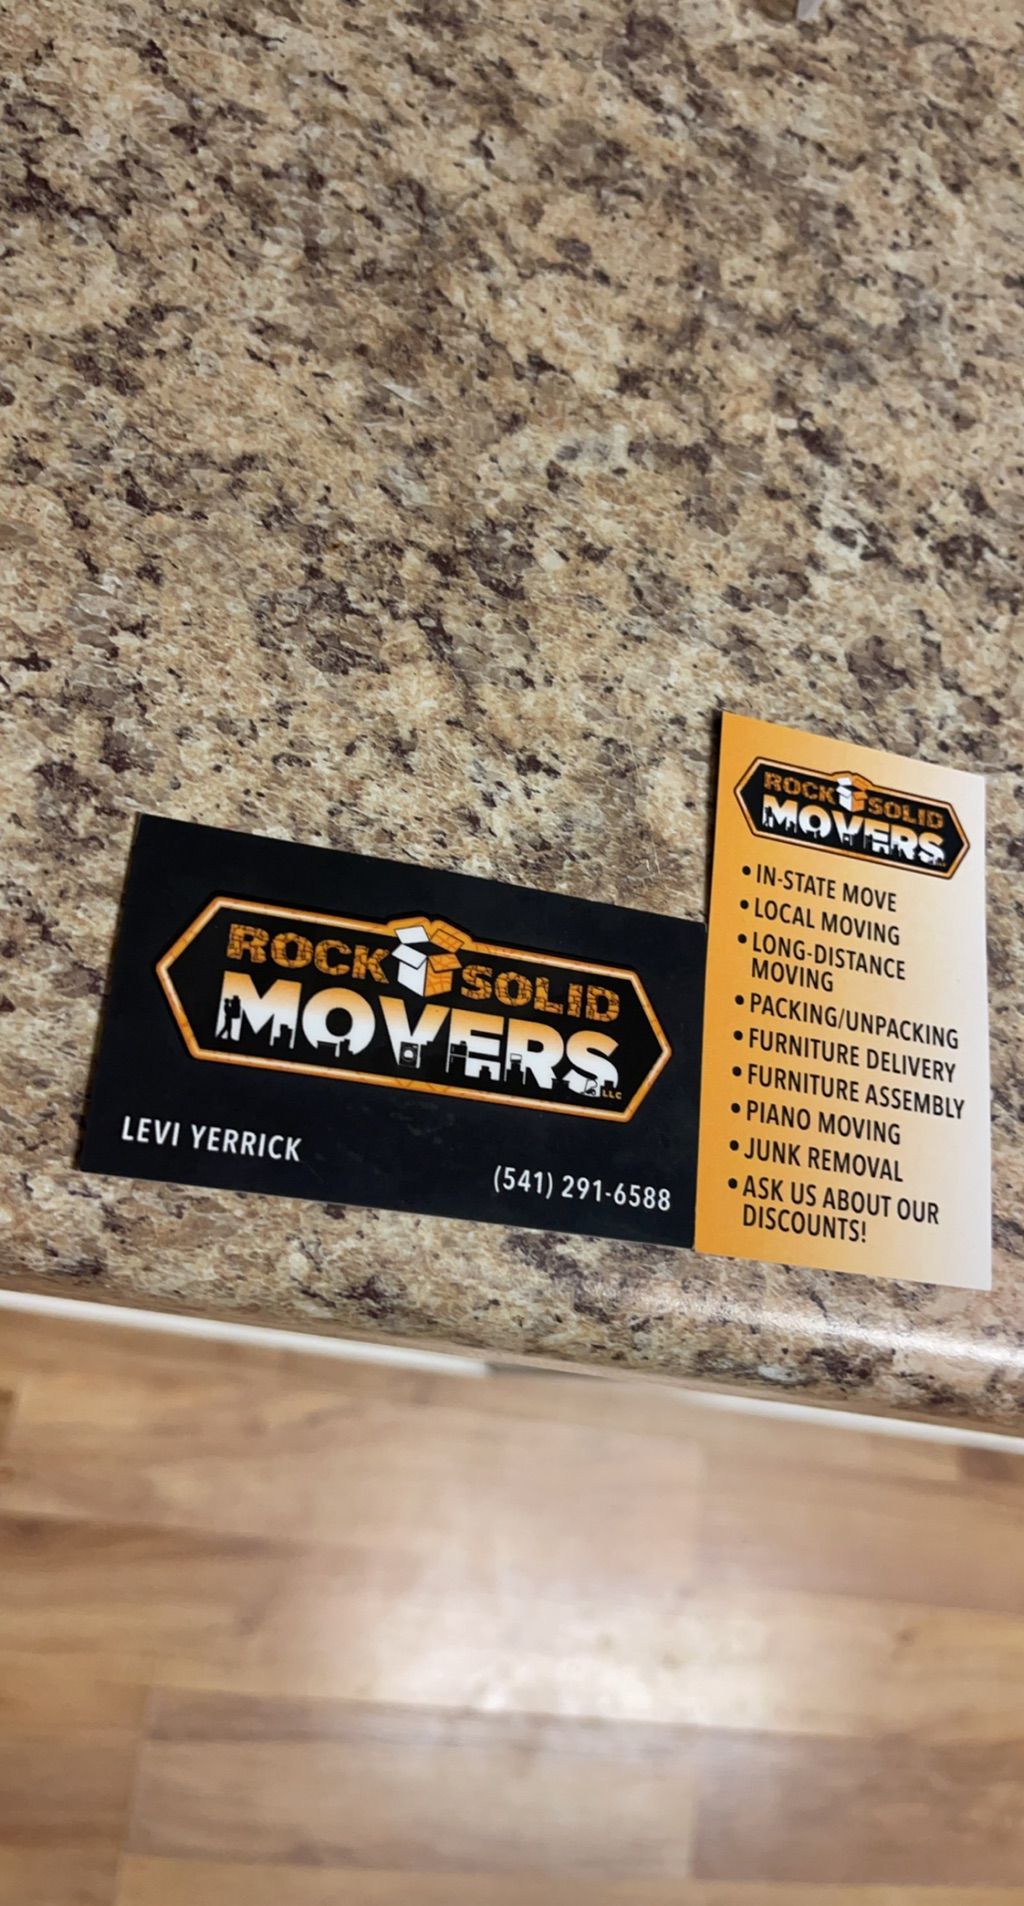 ROCK SOLID
MOVERS
LLC
LEVI YERRICK
(541) 291-6588
ROCK SOLID
MOVERS
• IN-STATE MOVE
• LOCAL MOVING
• LONG-DISTANCE
MOVING
• PACKING/UNPACKING
• FURNITURE DELIVERY
• FURNITURE ASSEMBLY
• PIANO MOVING
• JUNK REMOVAL
• ASK US ABOUT OUR
DISCOUNTS!